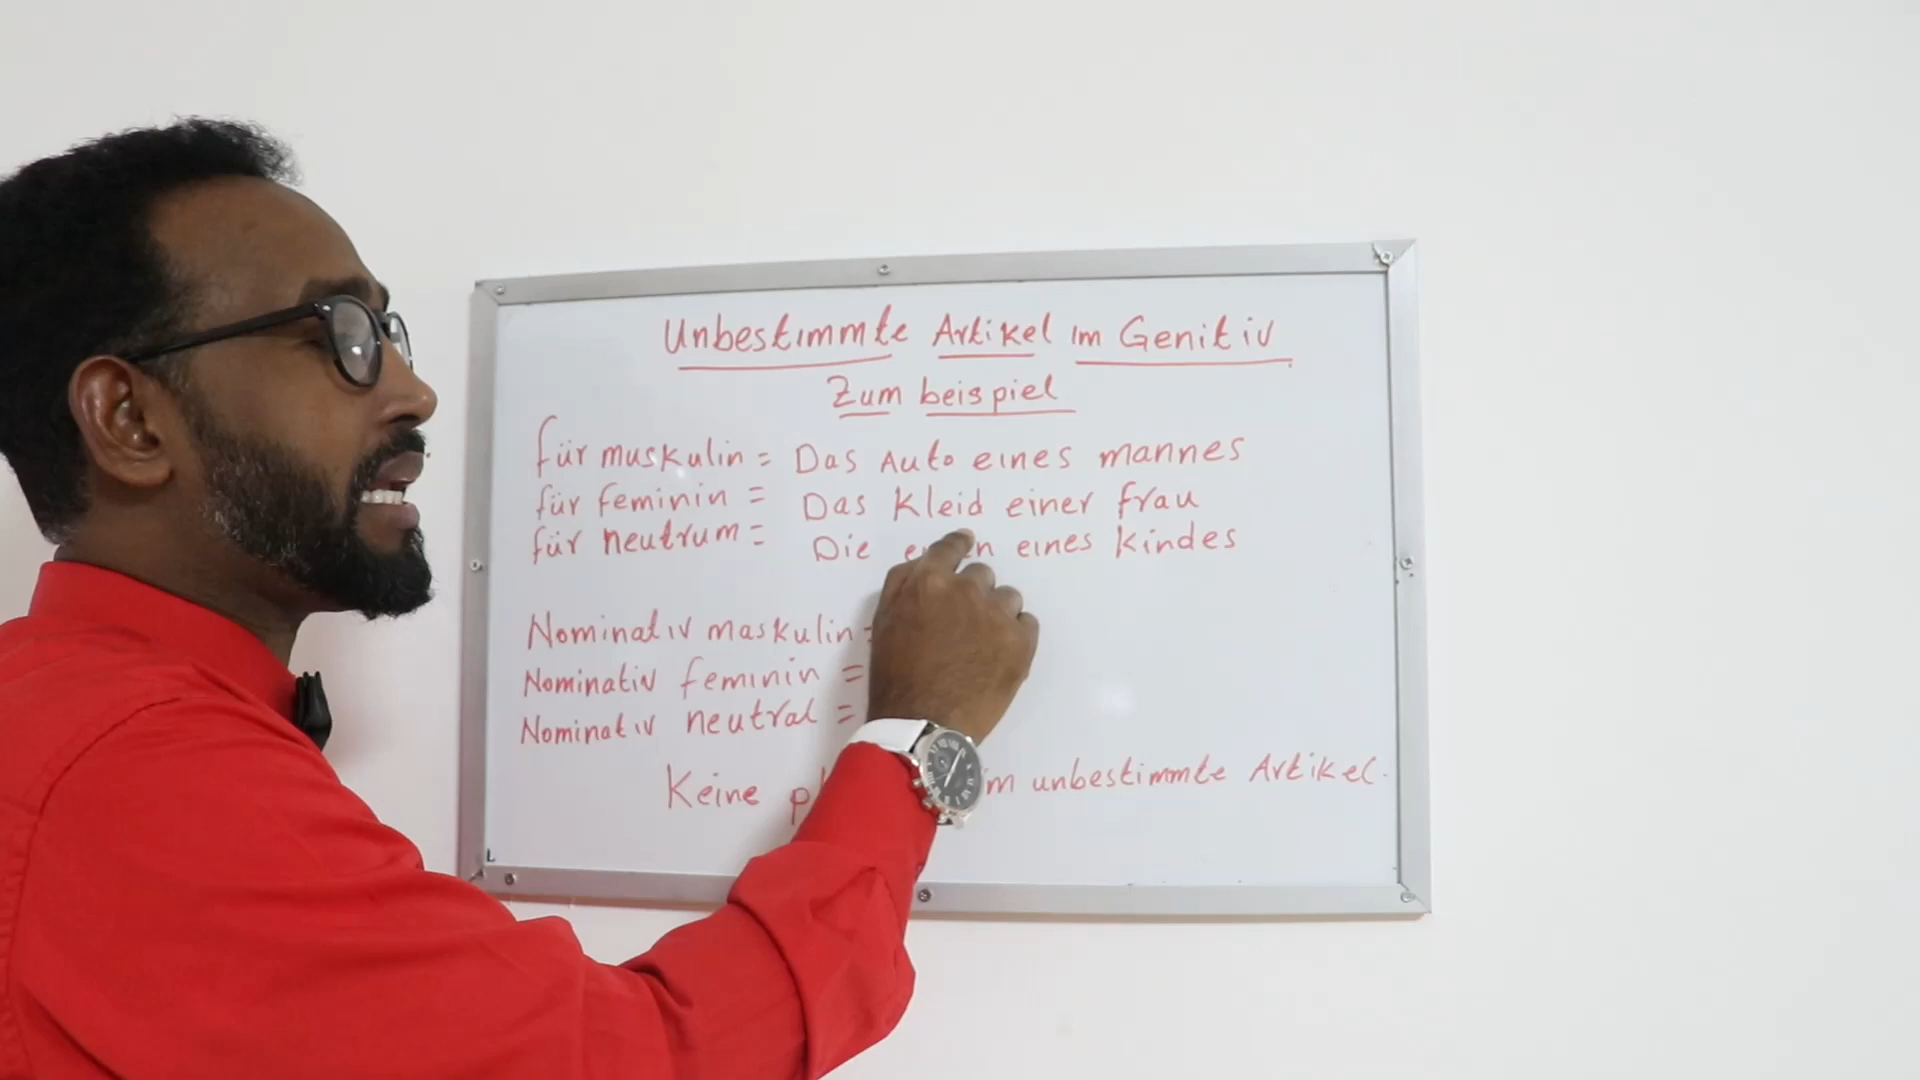 Unbestimmte Artikel im Genitiv
Zum beispiel
für muskulin = Das Auto eines mannes
für feminin = Das Kleid einer frau
für neutrum = Die eines kindes
Nominativ maskulin =
Nominativ feminin =
Nominativ neutral =
Keine im unbestimmte Artikel.